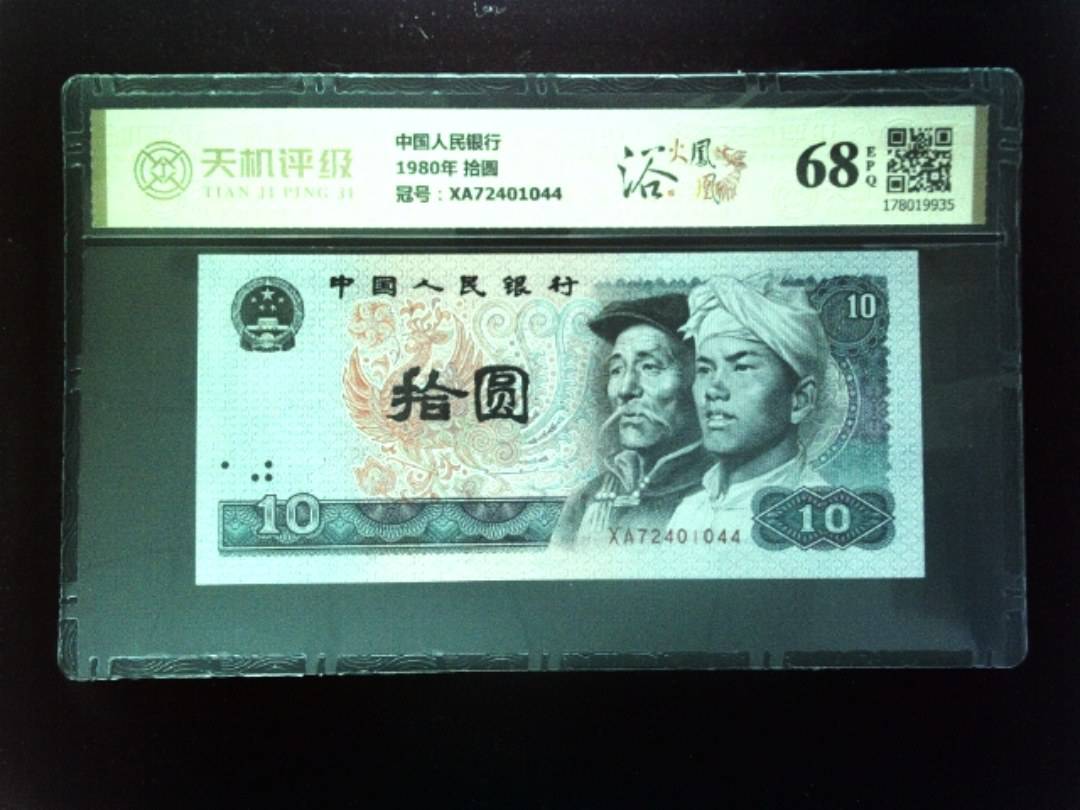 天机评级
TIAN JI PING JI
中国人民银行
1980年 拾圆
冠号：XA72401044
浴火鳳凰
68
EPQ
178019935
中国人民银行
10
拾圆
10
XA72401044
10